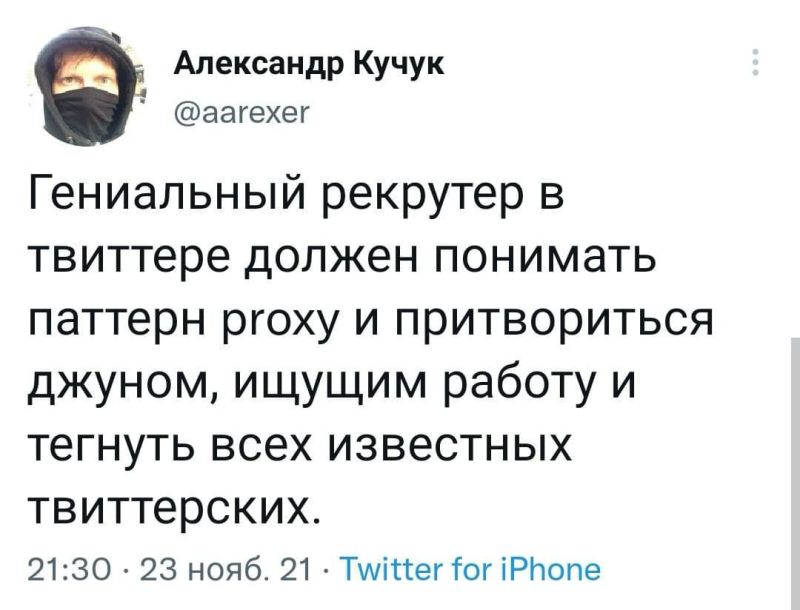 Александр Кучук
@aarexer
Гениальный рекрутер в
твиттере должен понимать
паттерн proxy и притвориться
джуном, ищущим работу и
тегнуть всех известных
твиттерских.
21:30 · 23 нояб. 21 · Twitter for iPhone